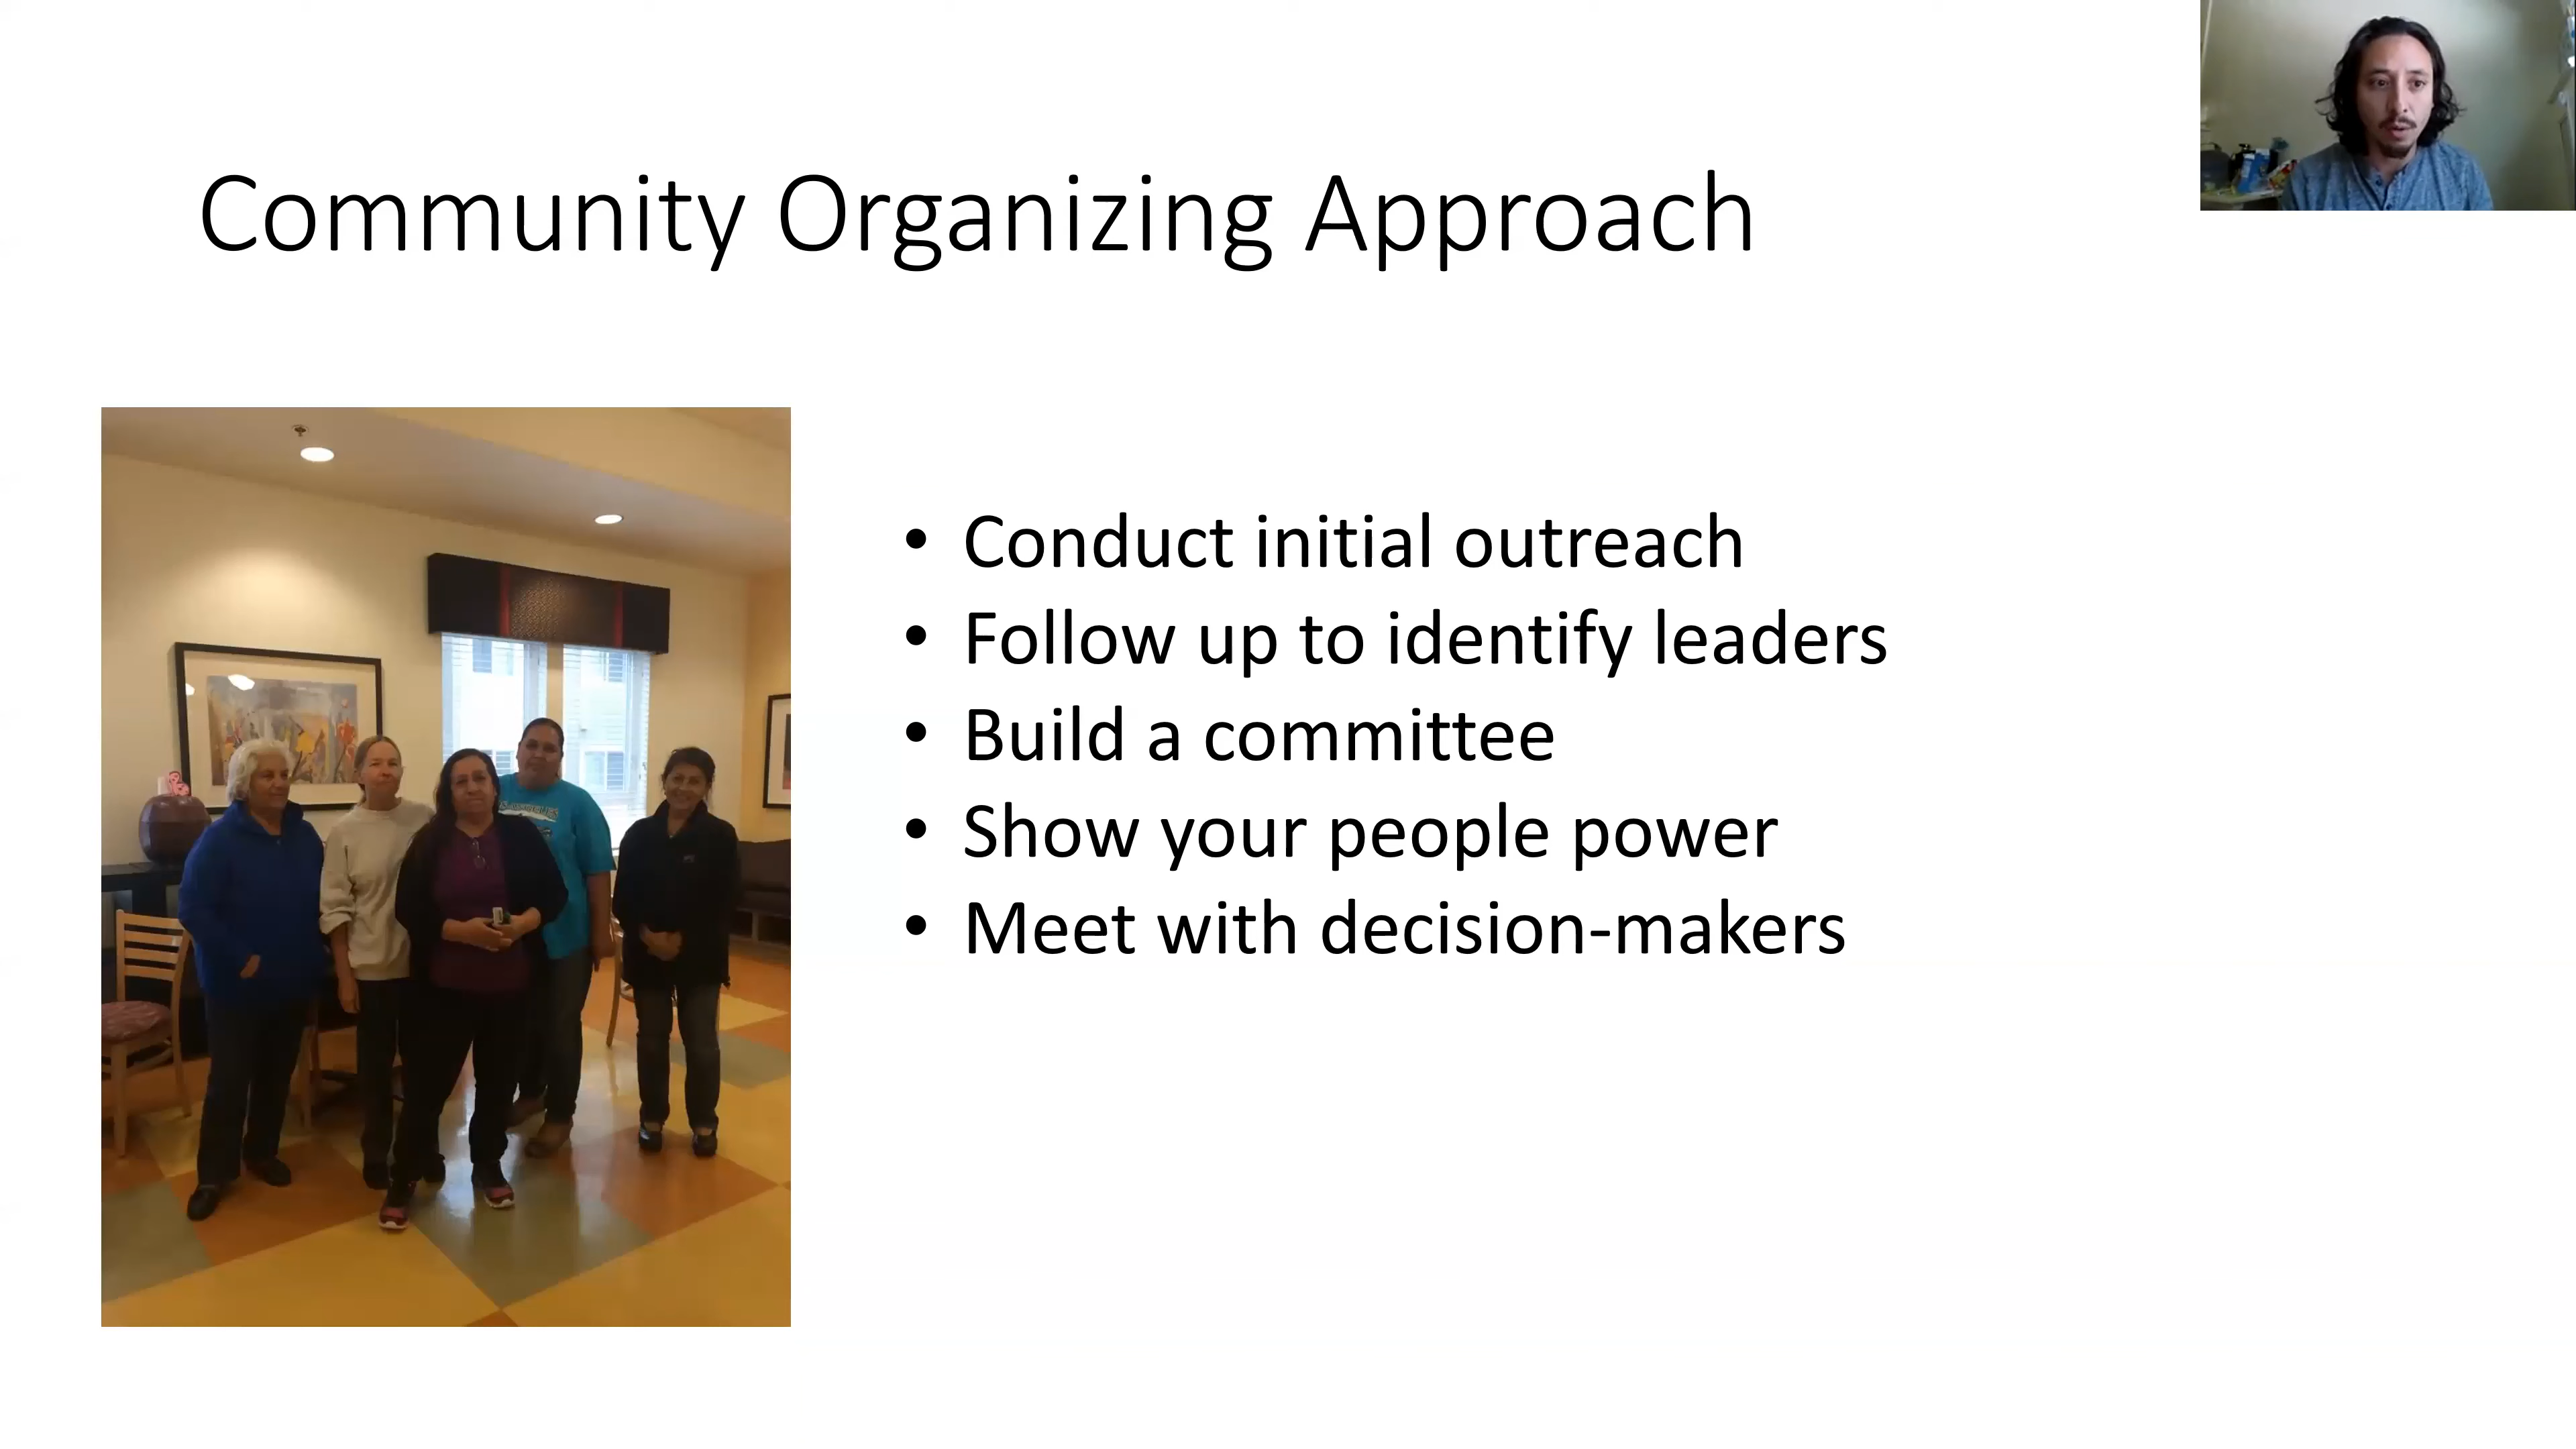 Community Organizing Approach
• Conduct initial outreach
• Follow up to identify leaders
• Build a committee
• Show your people power
• Meet with decision-makers